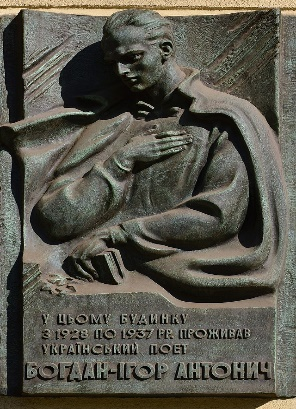 У ЦЬОМУ БУДИНКУ
З 1928 ПО 1937 РР. ПРОЖИВАВ
УКРАЇНСЬКИЙ ПОЕТ
БОГДАН-ІГОР АНТОНИЧ